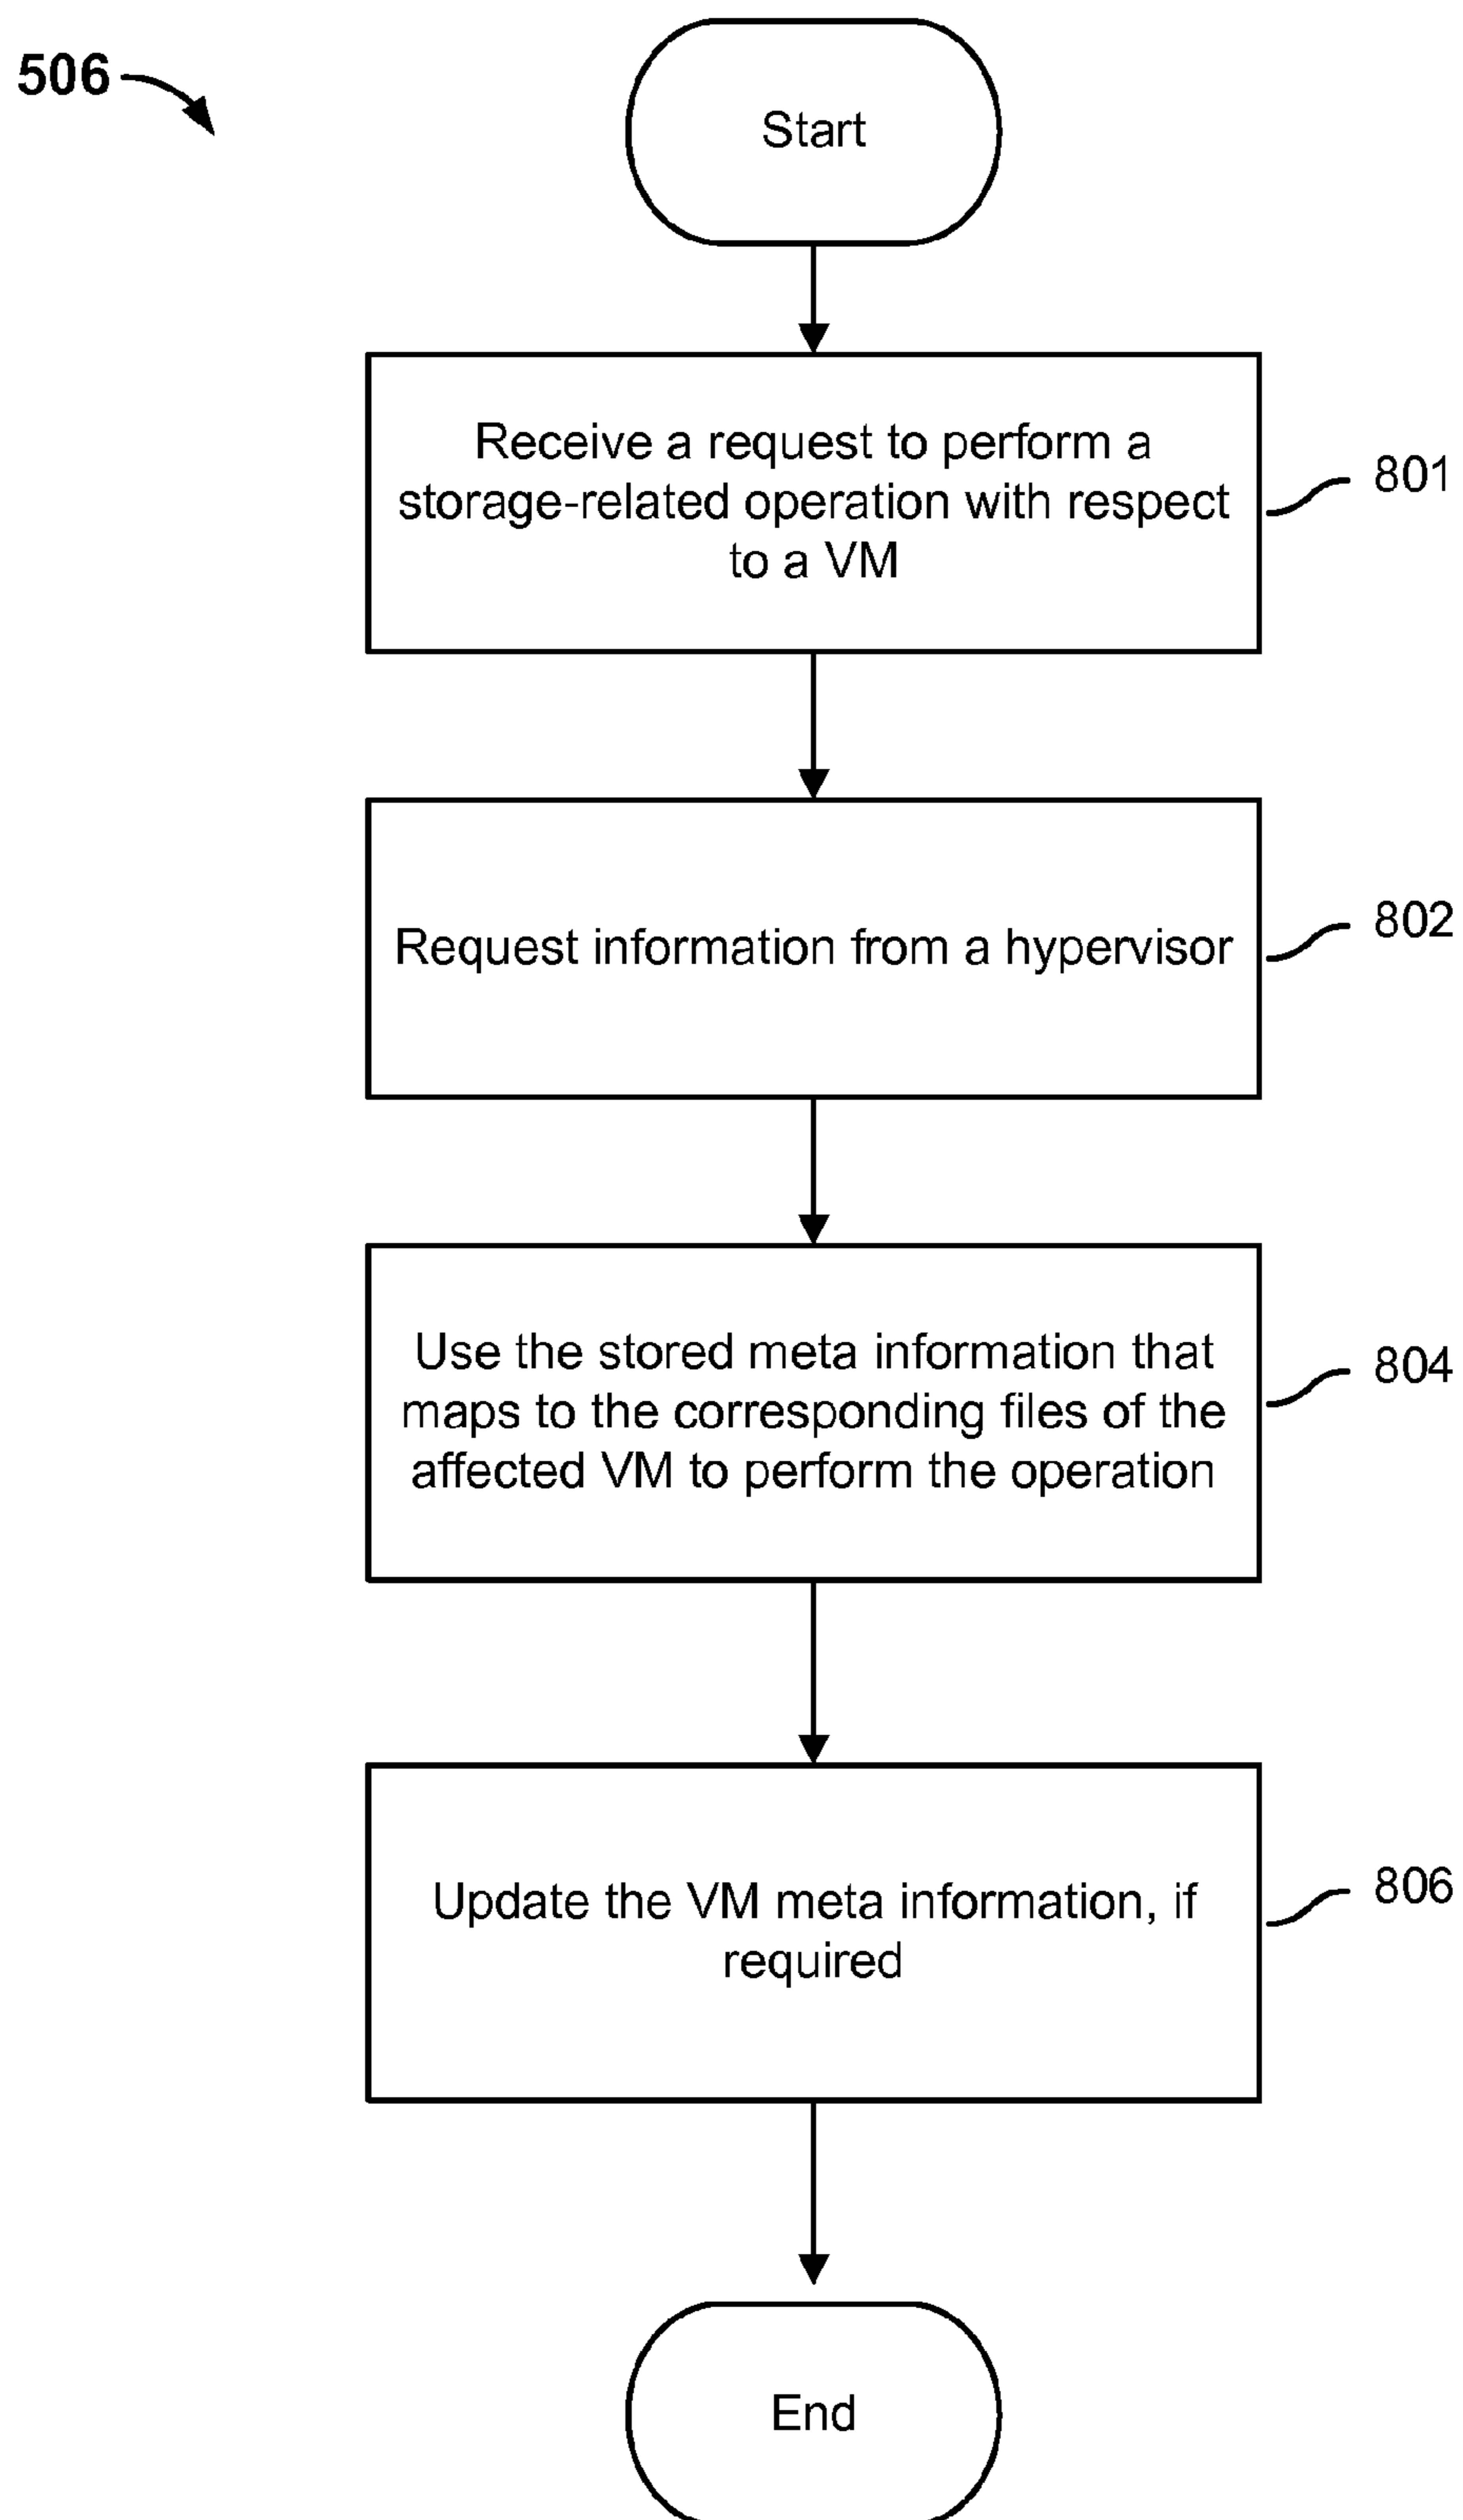 506
Start
Receive a request to perform a
storage-related operation with respect
to a VM
801
Request information from a hypervisor
802
Use the stored meta information that
maps to the corresponding files of the
affected VM to perform the operation
804
Update the VM meta information, if
required
806
End